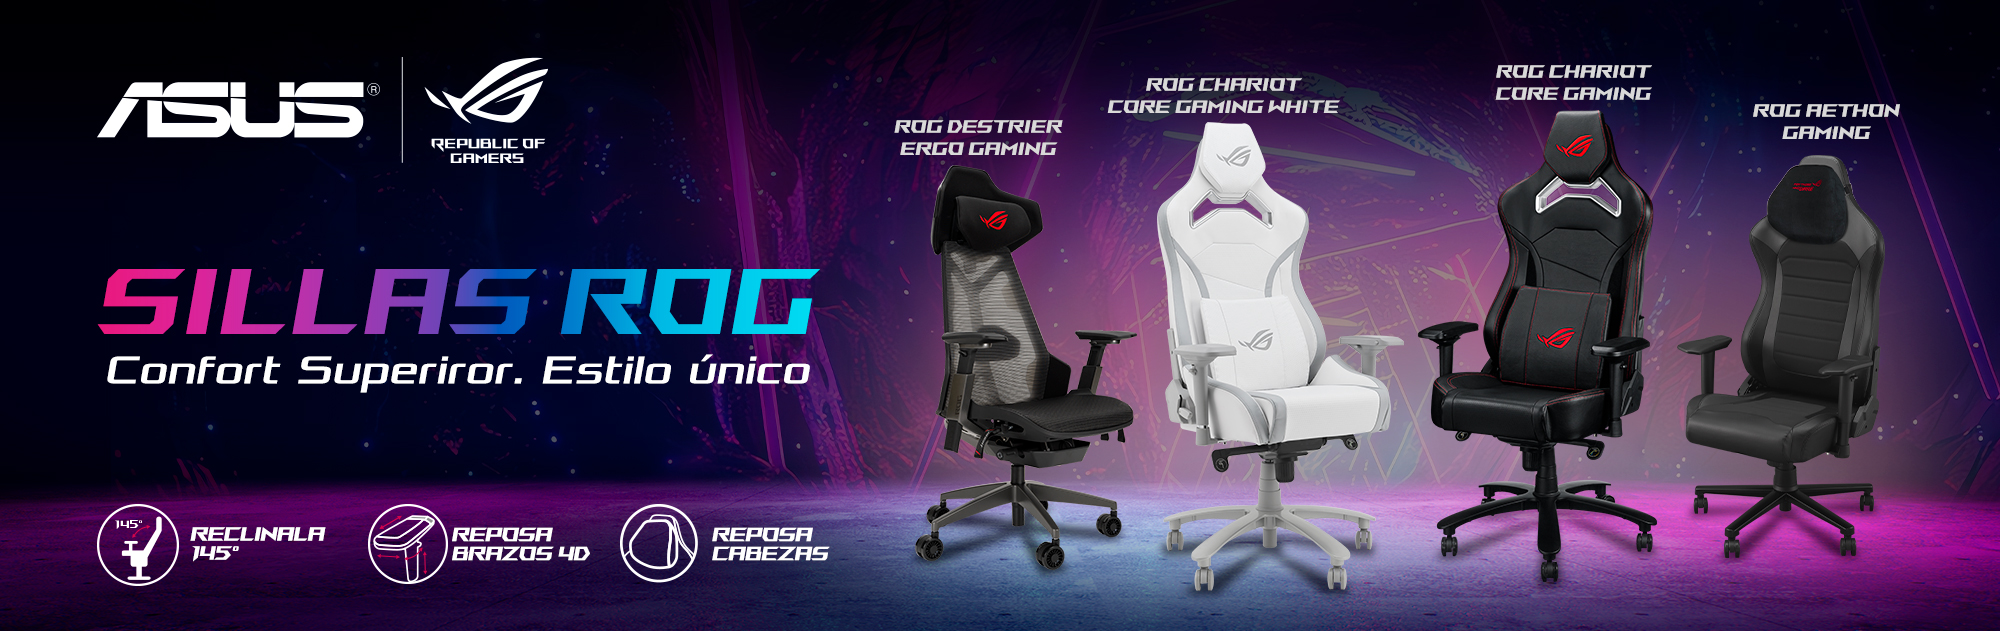 ASUS®
REPUBLIC OF
GAMERS
SILLAS ROG
Confort Superiror. Estilo único
145°
RECLINALA
145°
REPOSA
BRAZOS 4D
REPOSA
CABEZAS
ROG DESTRIER
ERGO GAMING
ROG CHARIOT
CORE GAMING WHITE
ROG CHARIOT
CORE GAMING
ROG AETHON
GAMING